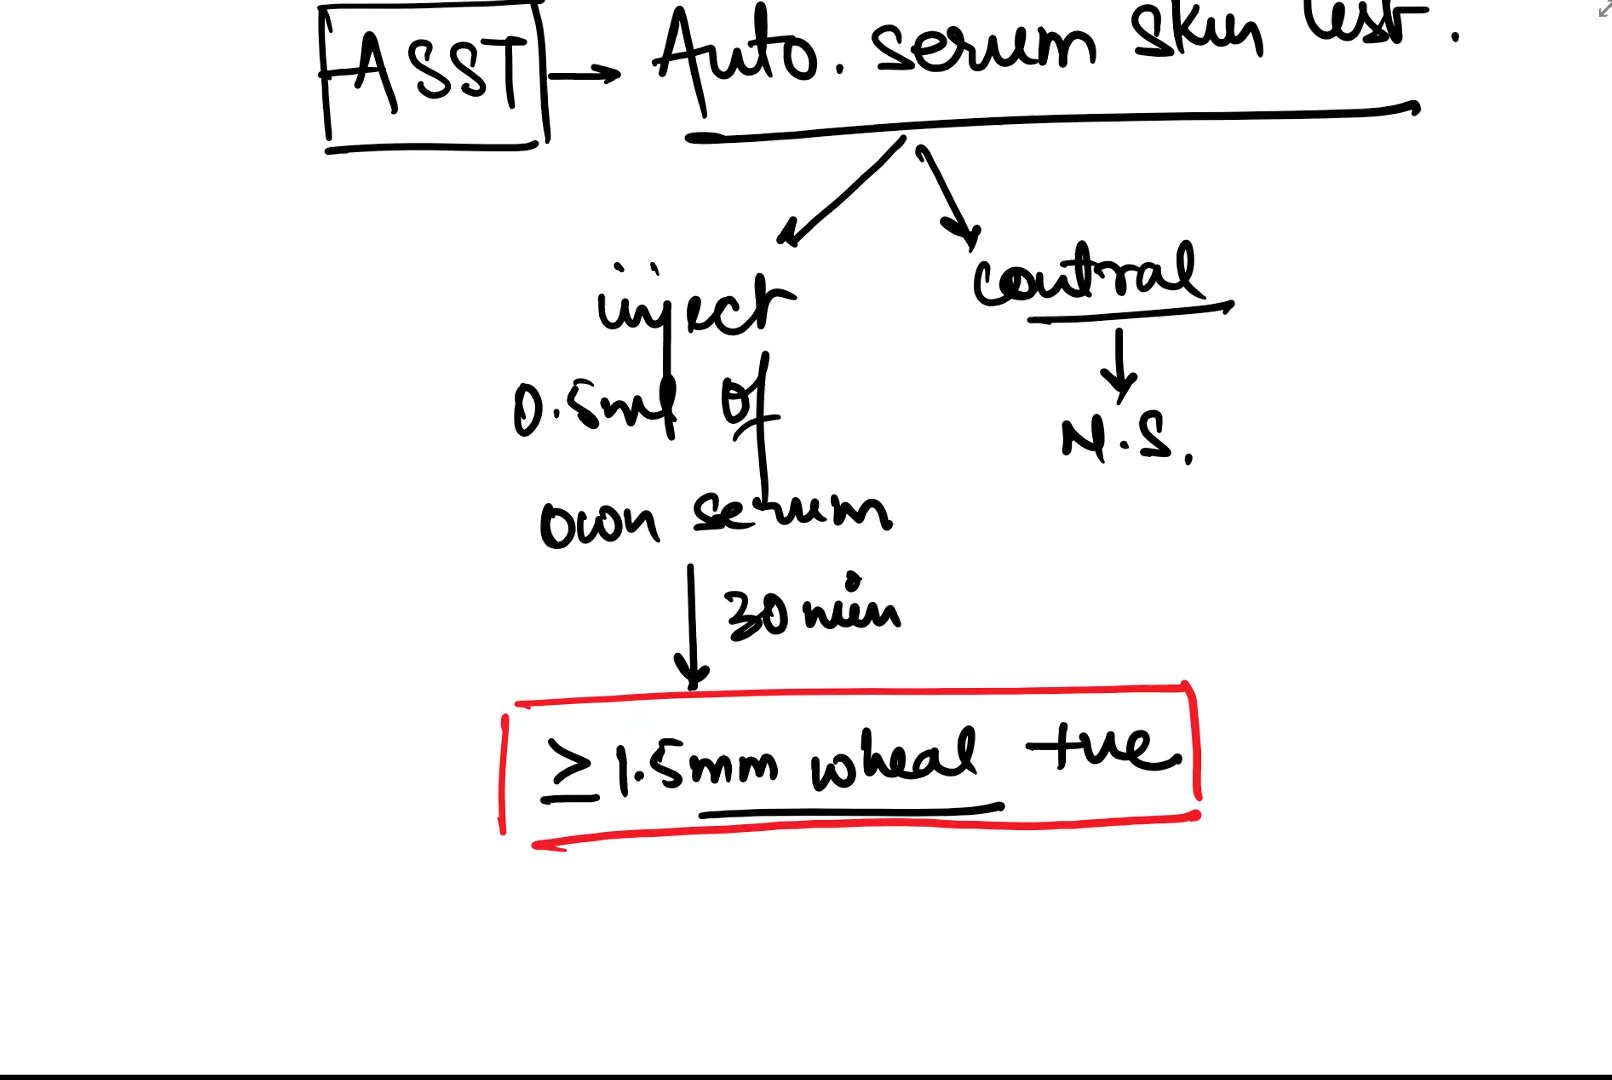 ASST → Auto. serum skin test.
inject
0.5ml of
own serum
control
N.S.
30 min
≥ 1.5mm wheal +ve